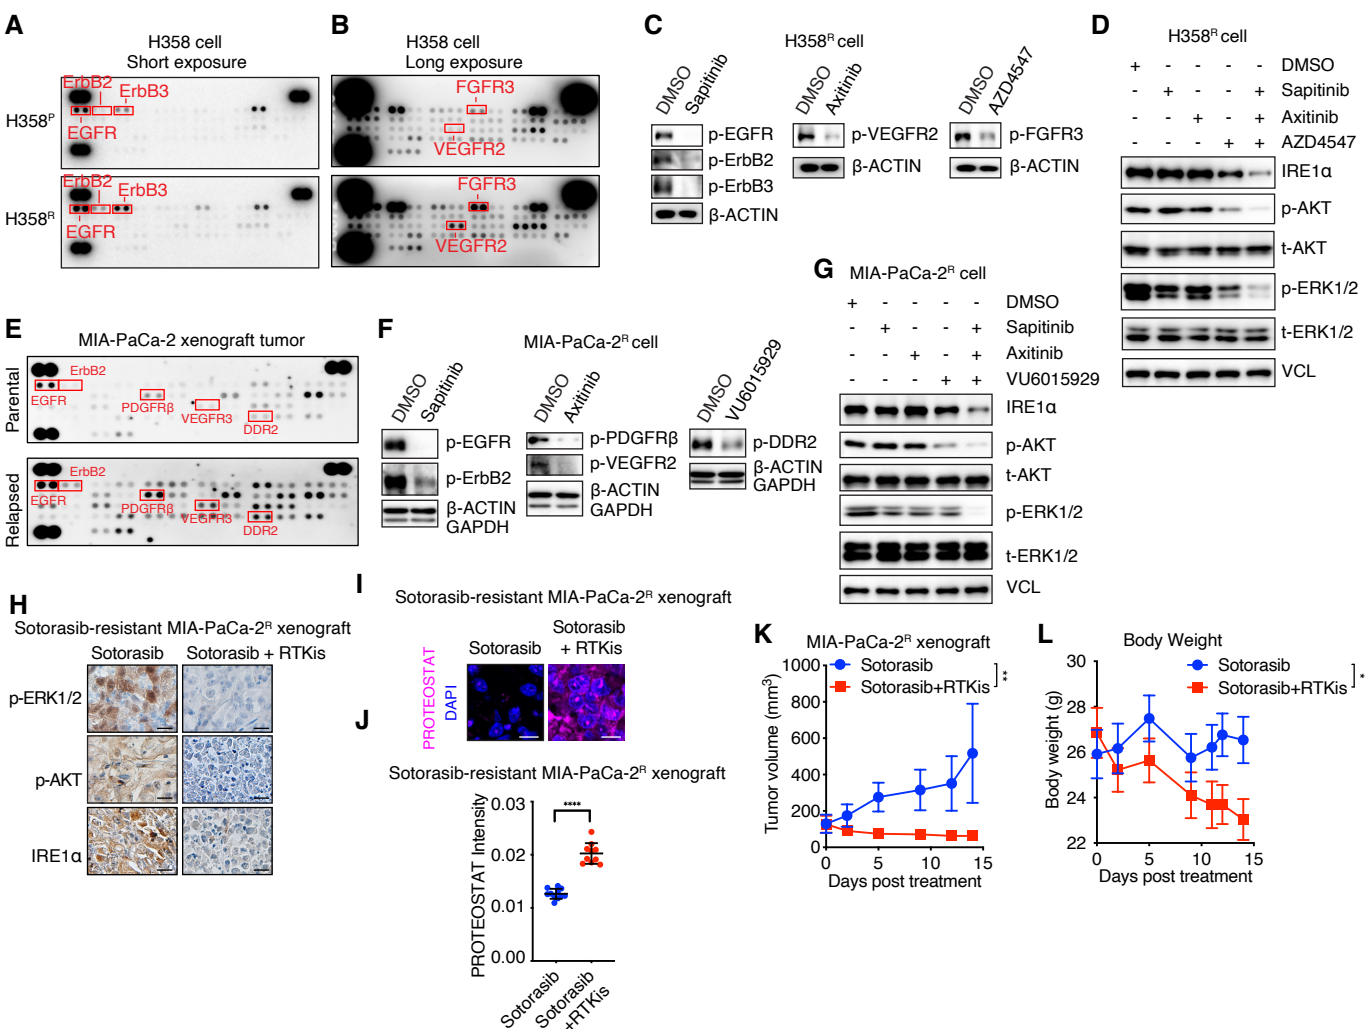 A
H358 cell
Short exposure
ErbB2
ErbB3
H358P
EGFR
ErbB2
ErbB3
H358R
EGFR
B
H358 cell
Long exposure
FGFR3
VEGFR2
FGFR3
VEGFR2
C
H358R cell
DMSO
Sapitinib
p-EGFR
p-ErbB2
p-ErbB3
β-ACTIN
DMSO
Axitinib
p-VEGFR2
β-ACTIN
DMSO
AZD4547
p-FGFR3
β-ACTIN
D
H358R cell
+ - - - - DMSO
- + - - + Sapitinib
- - + - + Axitinib
- - - + + AZD4547
IRE1α
p-AKT
t-AKT
p-ERK1/2
t-ERK1/2
VCL
E
MIA-PaCa-2 xenograft tumor
Parental
ErbB2
EGFR
PDGFRβ
VEGFR3
DDR2
Relapsed
ErbB2
EGFR
PDGFRβ
VEGFR3
DDR2
F
MIA-PaCa-2R cell
DMSO
Sapitinib
p-EGFR
p-ErbB2
β-ACTIN
GAPDH
DMSO
Axitinib
p-PDGFRβ
p-VEGFR2
β-ACTIN
GAPDH
DMSO
VU6015929
p-DDR2
β-ACTIN
GAPDH
G
MIA-PaCa-2R cell
+ - - - - DMSO
- + - - + Sapitinib
- - + - + Axitinib
- - - + + VU6015929
IRE1α
p-AKT
t-AKT
p-ERK1/2
t-ERK1/2
VCL
H
Sotorasib-resistant MIA-PaCa-2R xenograft
Sotorasib Sotorasib + RTKis
p-ERK1/2
p-AKT
IRE1α
I
Sotorasib-resistant MIA-PaCa-2R xenograft
Sotorasib
Sotorasib
+ RTKis
PROTEOSTAT
DAPI
J
Sotorasib-resistant MIA-PaCa-2R xenograft
PROTEOSTAT Intensity
0.03
0.02
0.01
0.00
****
Sotorasib
Sotorasib
+RTKis
K
MIA-PaCa-2R xenograft
Sotorasib
Sotorasib+RTKis
**
Tumor volume (mm3)
1000
800
600
400
200
0
0 5 10 15
Days post treatment
L
Body Weight
Sotorasib
Sotorasib+RTKis
*
Body weight (g)
30
28
26
24
22
0 5 10 15
Days post treatment